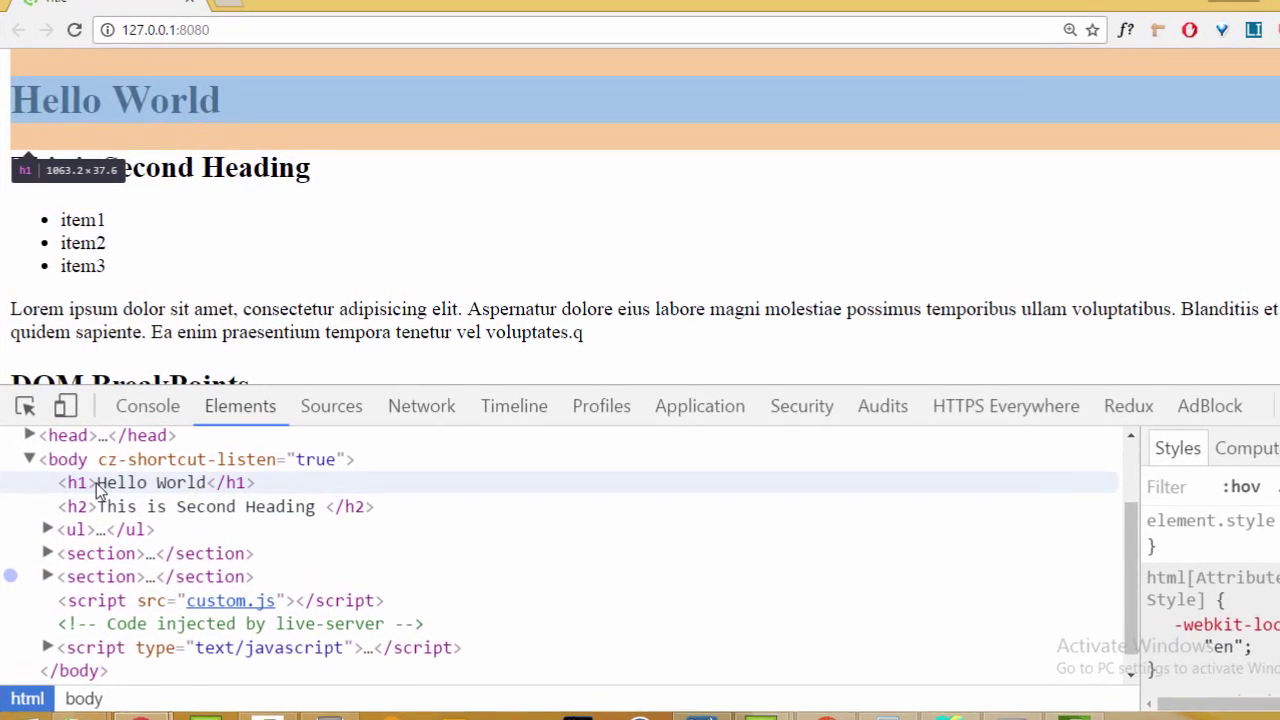 127.0.0.1:8080
f?
LI
Hello World
Second Heading
h1 | 1063.2×37.6
• item1
• item2
• item3
Lorem ipsum dolor sit amet, consectetur adipisicing elit. Aspernatur dolore eius labore magni molestiae possimus temporibus ullam voluptatibus. Blanditiis et
quidem sapiente. Ea enim praesentium tempora tenetur vel voluptates.q
DOM BreakPoints
Console Elements Sources Network Timeline Profiles Application Security Audits HTTPS Everywhere Redux AdBlock
<head>…</head>
<body cz-shortcut-listen="true">
<h1>Hello World</h1>
<h2>This is Second Heading </h2>
<ul>…</ul>
<section>…</section>
<section>…</section>
<script src="custom.js"></script>
<!-- Code injected by live-server -->
<script type="text/javascript">…</script>
</body>
html body
Styles Compute
Filter :hov
element.style
}
html[Attribute
Style] {
-webkit-loc
"en";
}
Activate Windows
Go to PC settings to activate Win